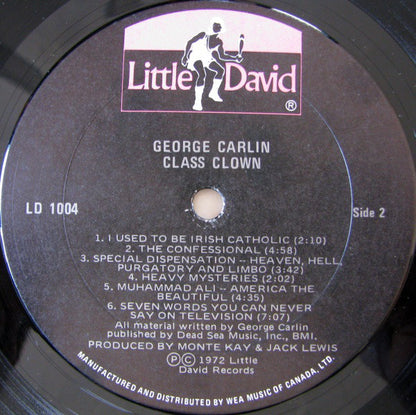 Little David
®
GEORGE CARLIN
CLASS CLOWN
LD 1004
Side 2
1. I USED TO BE IRISH CATHOLIC (2:10)
2. THE CONFESSIONAL (4:58)
3. SPECIAL DISPENSATION -- HEAVEN, HELL,
PURGATORY AND LIMBO (3:42)
4. HEAVY MYSTERIES (2:02)
5. MUHAMMAD ALI -- AMERICA THE
BEAUTIFUL (4:35)
6. SEVEN WORDS YOU CAN NEVER
SAY ON TELEVISION (7:07)
All material written by George Carlin
published by Dead Sea Music, Inc., BMI.
PRODUCED BY MONTE KAY & JACK LEWIS
Ⓟ© 1972 Little
David Records
MANUFACTURED AND DISTRIBUTED BY WEA MUSIC OF CANADA, LTD.